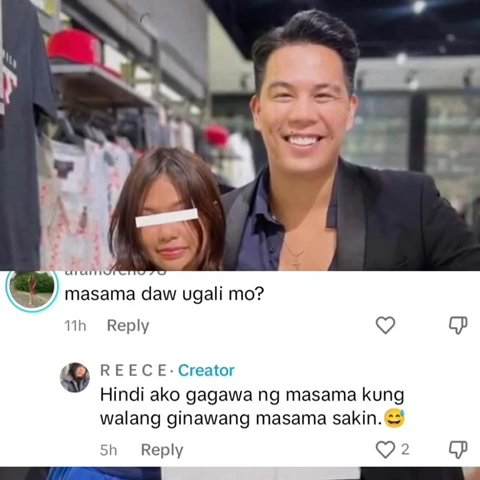 masama daw ugali mo?
11h Reply
R E E C E · Creator
Hindi ako gagawa ng masama kung
walang ginawang masama sakin.😅
5h Reply 2